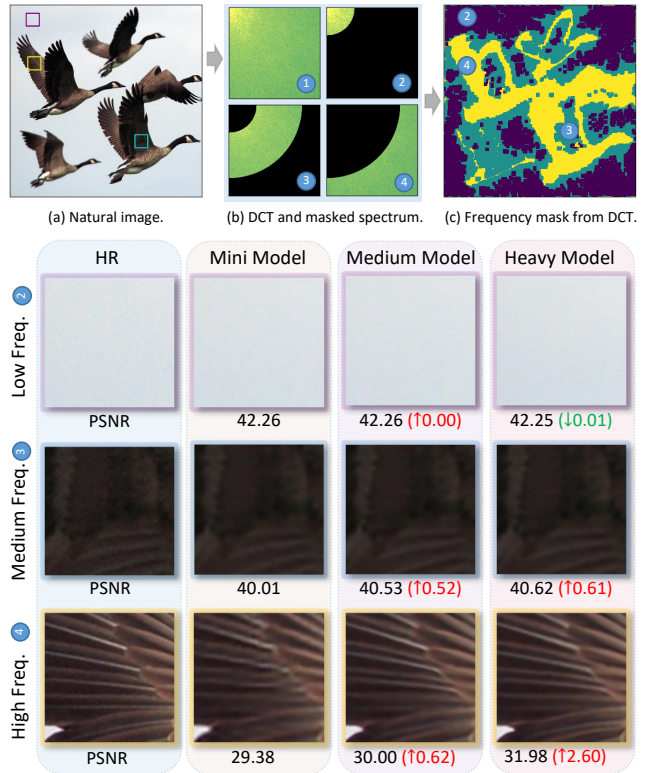 1
2
3
4
2
4
3
(a) Natural image.
(b) DCT and masked spectrum.
(c) Frequency mask from DCT.
HR
Mini Model
Medium Model
Heavy Model
Low Freq. 2
PSNR
42.26
42.26 (↑0.00)
42.25 (↓0.01)
Medium Freq. 3
PSNR
40.01
40.53 (↑0.52)
40.62 (↑0.61)
High Freq. 4
PSNR
29.38
30.00 (↑0.62)
31.98 (↑2.60)